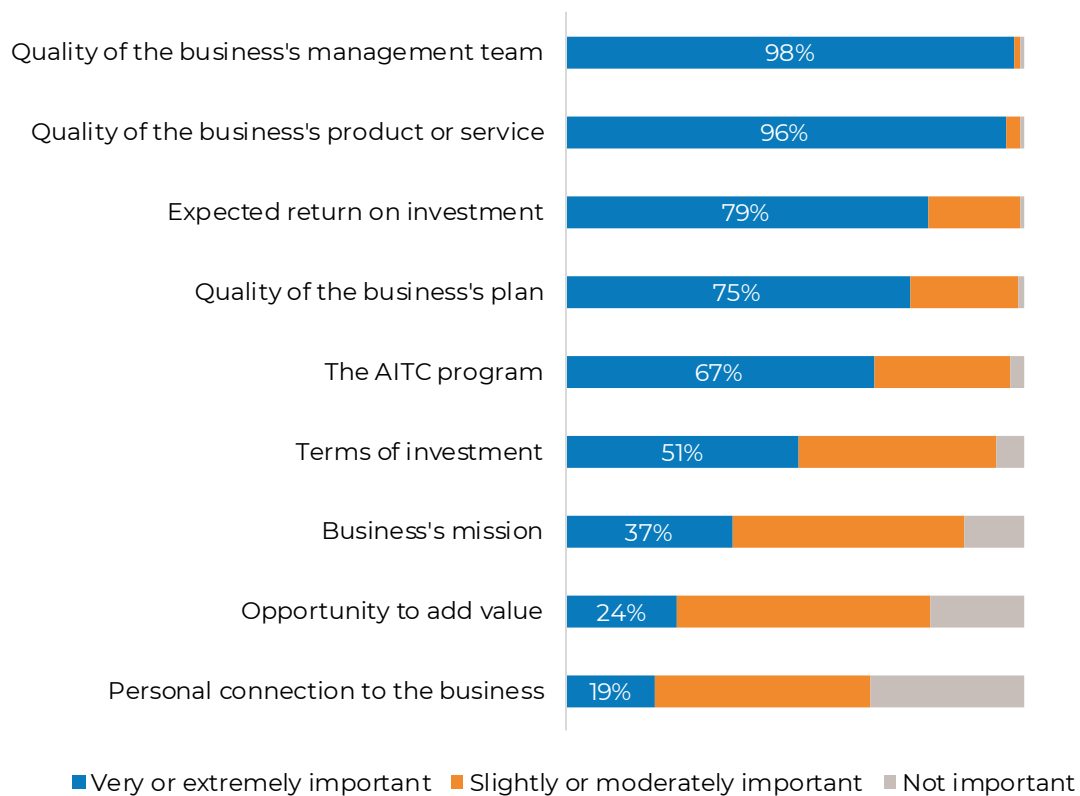 Quality of the business's management team 98%
Quality of the business's product or service 96%
Expected return on investment 79%
Quality of the business's plan 75%
The AITC program 67%
Terms of investment 51%
Business's mission 37%
Opportunity to add value 24%
Personal connection to the business 19%
Very or extremely important Slightly or moderately important Not important